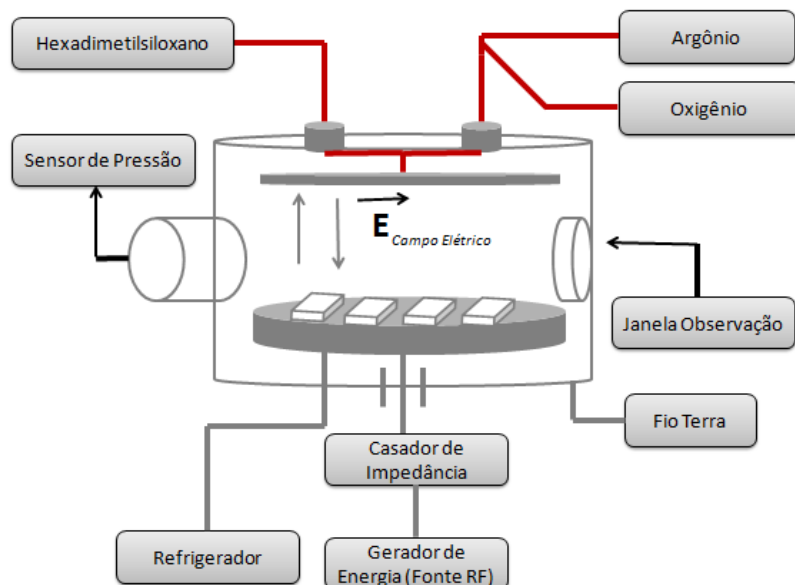 Hexadimetilsiloxano
Argônio
Oxigênio
Sensor de Pressão
E Campo Elétrico
Janela Observação
Fio Terra
Casador de
Impedância
Refrigerador
Gerador de
Energia (Fonte RF)